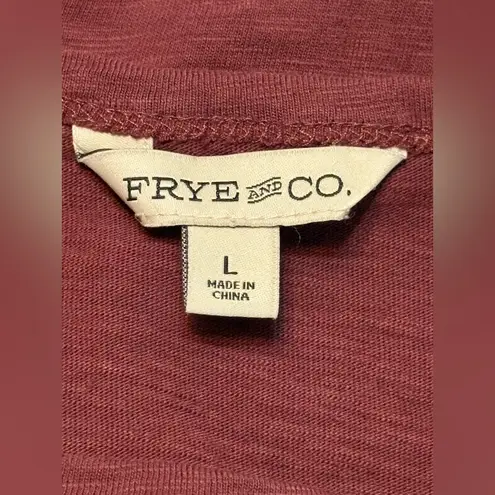 FRYE AND CO.
L
MADE IN
CHINA